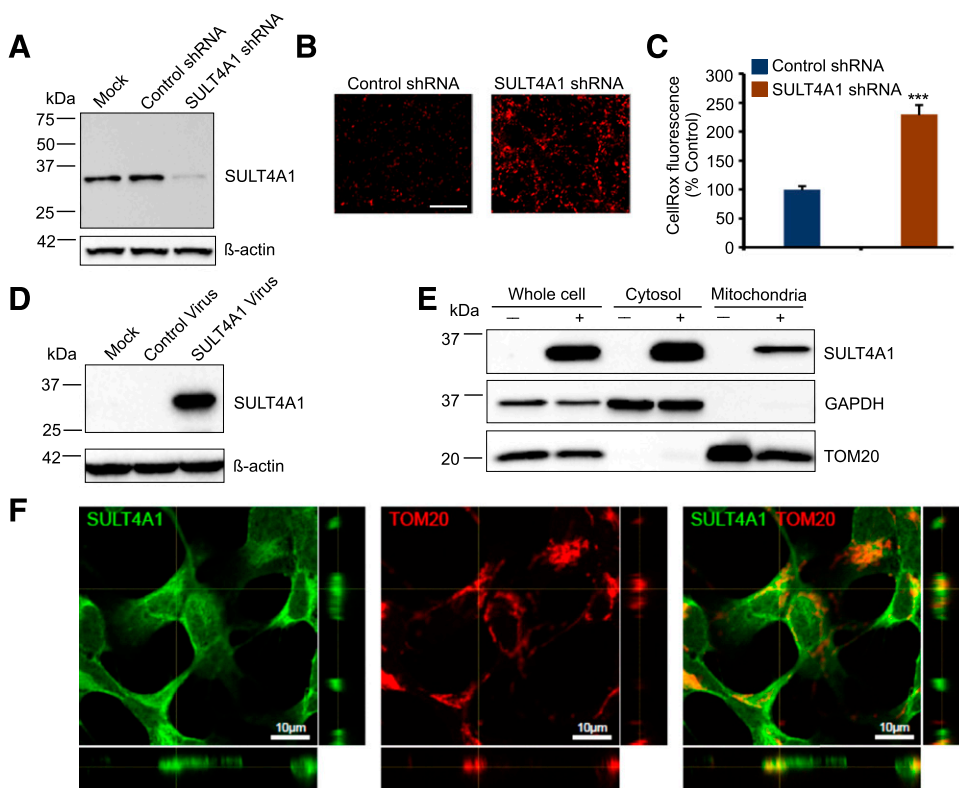 A
kDa
Mock
Control shRNA
SULT4A1 shRNA
75
50
37
25
42
SULT4A1
ß-actin
B
Control shRNA
SULT4A1 shRNA
C
Control shRNA
SULT4A1 shRNA
CellRox fluorescence
(% Control)
300
250
200
150
100
50
0
***
D
kDa
Mock
Control Virus
SULT4A1 Virus
37
25
42
SULT4A1
ß-actin
E
kDa
Whole cell
Cytosol
Mitochondria
– + – + – +
37
SULT4A1
37
GAPDH
20
TOM20
F
SULT4A1
10µm
TOM20
10µm
SULT4A1 TOM20
10µm